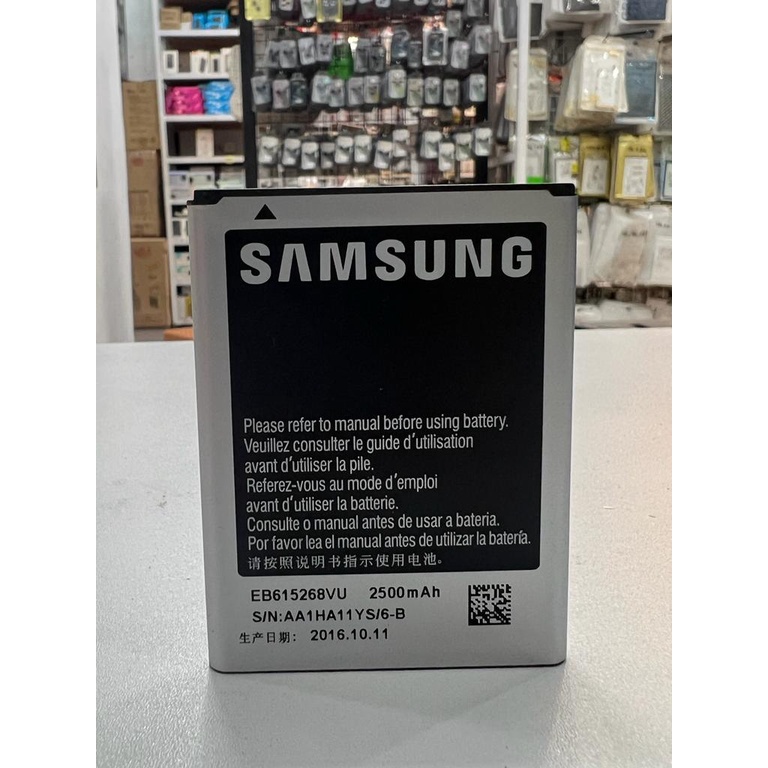 SAMSUNG
Please refer to manual before using battery.
Veuillez consulter le guide d'utilisation
avant d'utiliser la pile.
Referez-vous au mode d'emploi
avant d'utiliser la batterie.
Consulte o manual antes de usar a bateria.
Por favor lea el manual antes de utilizar la batería.
请按照说明书指示使用电池。
EB615268VU 2500mAh
S/N:AA1HA11YS/6-B
生产日期: 2016.10.11